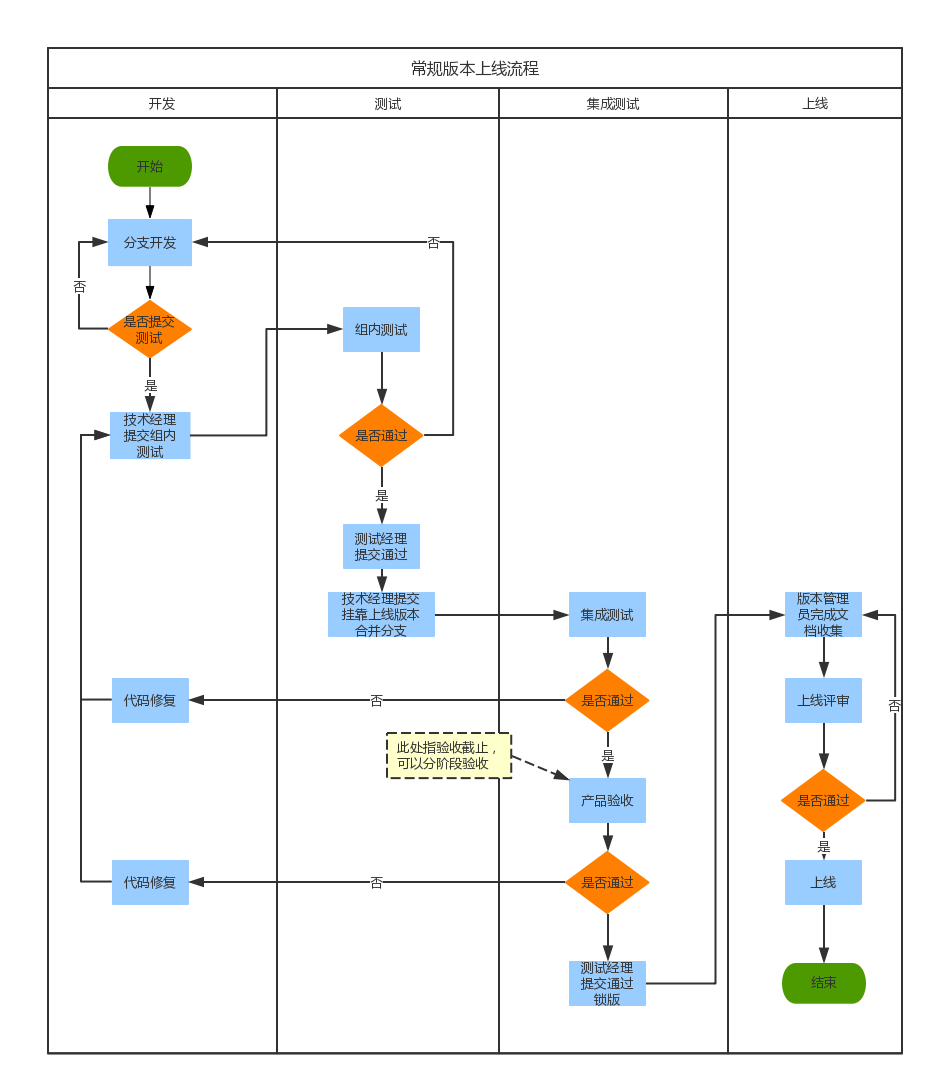 常规版本上线流程
开发
测试
集成测试
上线
开始
分支开发
否
否
是否提交
测试
组内测试
是
技术经理
提交组内
测试
是否通过
是
测试经理
提交通过
技术经理提交
挂靠上线版本
合并分支
集成测试
版本管理
员完成文
档收集
代码修复
否
是否通过
上线评审
否
此处指验收截止，
可以分阶段验收
是
产品验收
是否通过
是
代码修复
否
是否通过
上线
测试经理
提交通过
锁版
结束